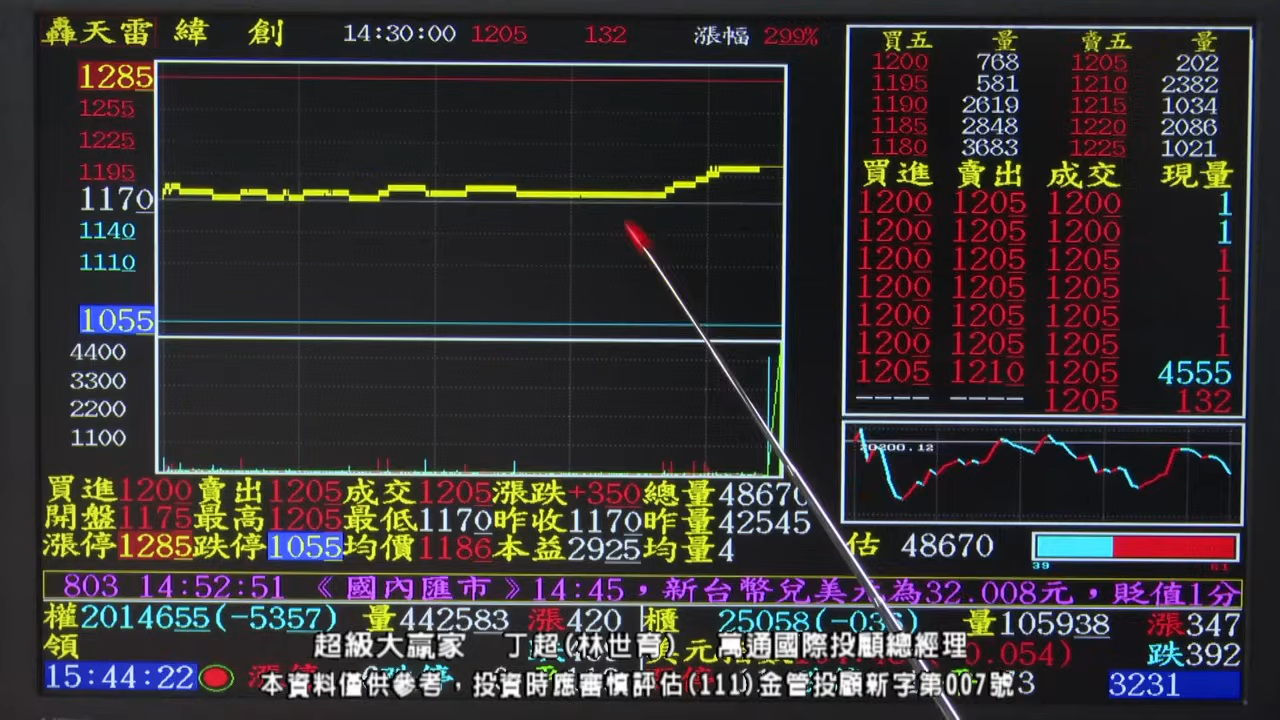 轟天雷 緯 創 14:30:00 1205 132 漲幅 299%
買五 量 賣五 量
1200 768 1205 202
1195 581 1210 2382
1190 2619 1215 1034
1185 2848 1220 2086
1180 3683 1225 1021
買進 賣出 成交 現量
1200 1205 1200 1
1200 1205 1200 1
1200 1205 1205 1
1200 1205 1205 1
1200 1205 1205 1
1200 1205 1205 1
1205 1210 1205 4555
---- ---- 1205 132
1285
1255
1225
1195
1170
1140
1110
1055
4400
3300
2200
1100
買進1200賣出1205成交1205漲跌+350總量48670
開盤1175最高1205最低1170昨收1170昨量42545
漲停1285跌停1055均價1186本益2925均量4
估 48670
39 61
803 14:52:51 《國內匯市》14:45，新台幣兌美元為32.008元，貶值1分
權2014655(-5357) 量442583 漲420 櫃 25058 量105938 漲347
領 跌392
超級大贏家 丁超(林世育) 萬通國際投顧總經理
15:44:22 3231
本資料僅供參考，投資時應審慎評估(111)金管投顧新字第007號